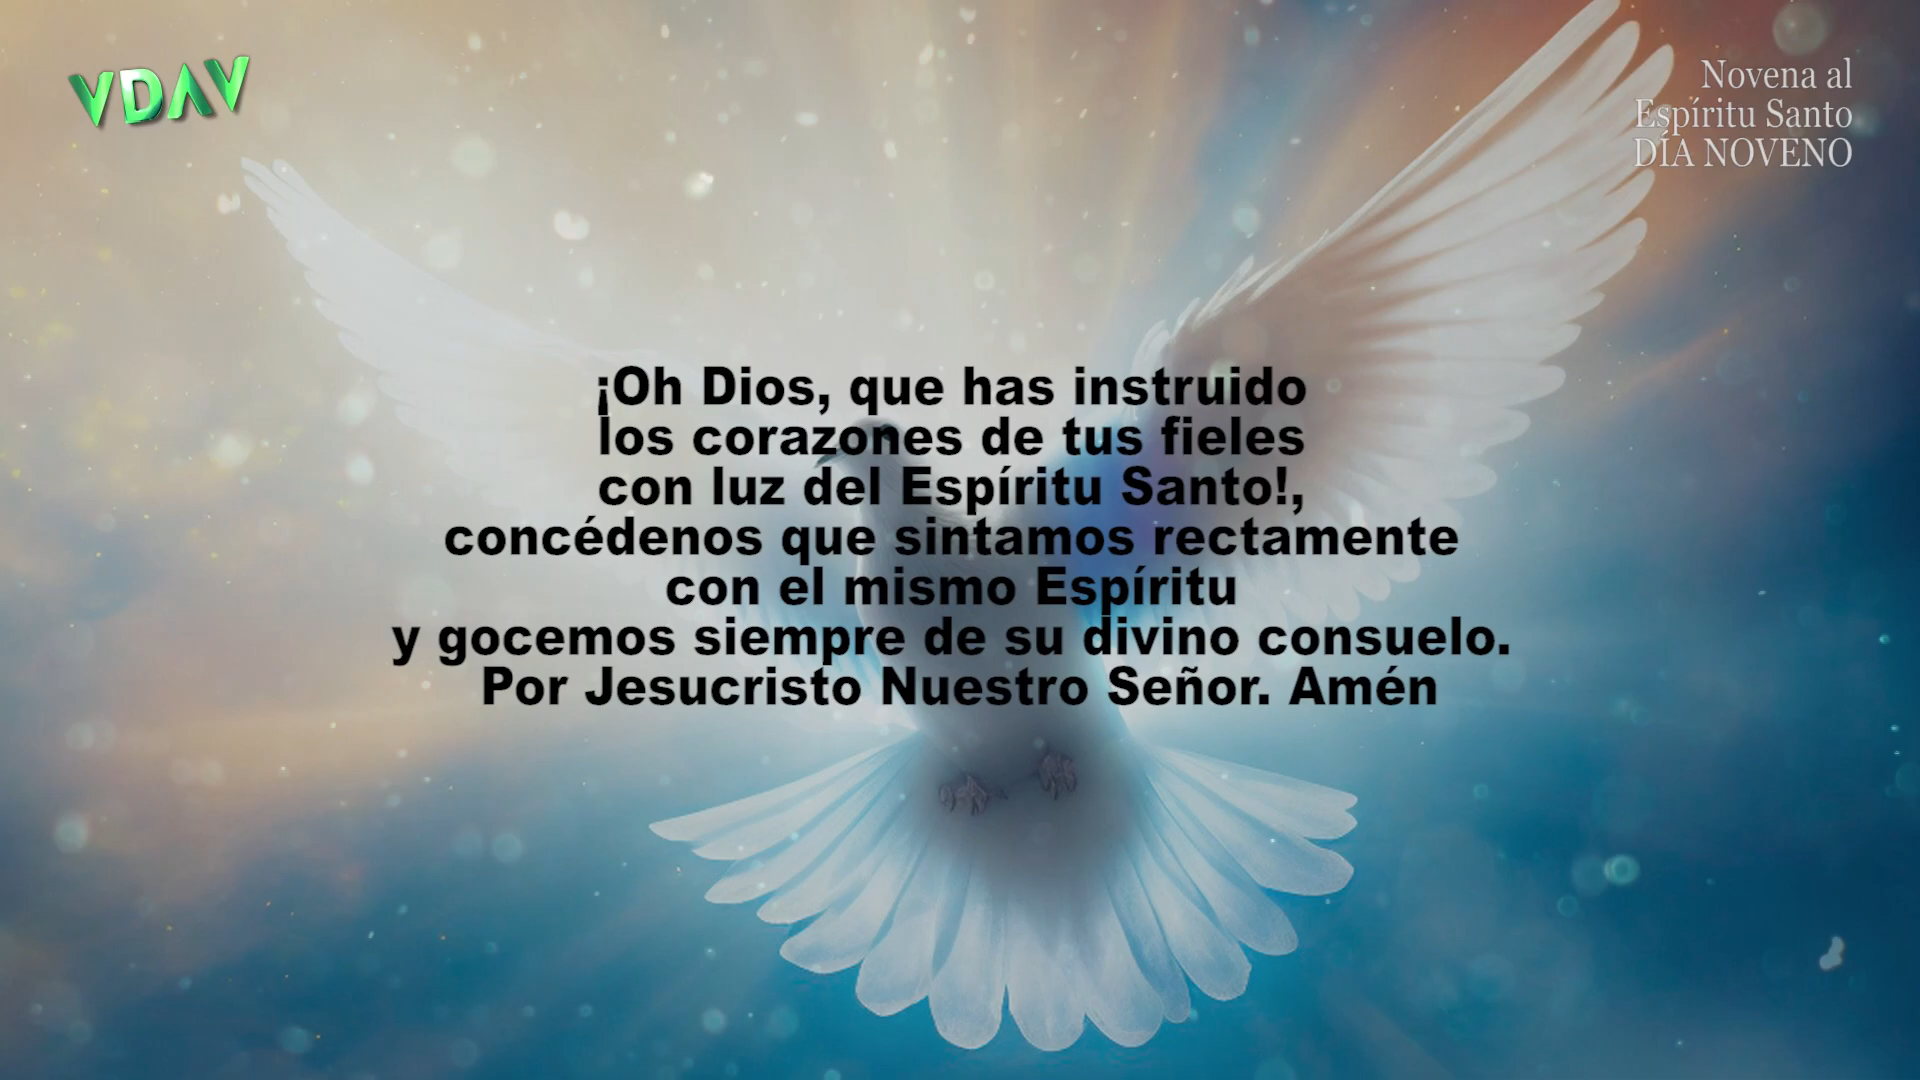 VDAV
Novena al
Espíritu Santo
DÍA NOVENO
¡Oh Dios, que has instruido
los corazones de tus fieles
con luz del Espíritu Santo!,
concédenos que sintamos rectamente
con el mismo Espíritu
y gocemos siempre de su divino consuelo.
Por Jesucristo Nuestro Señor. Amén